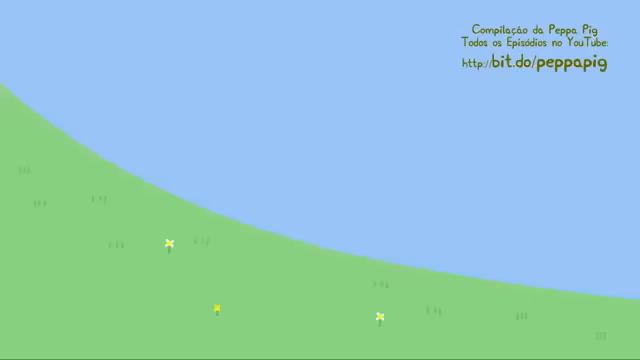 Compilação da Peppa Pig
Todos os Episódios no YouTube:
http://bit.do/peppapig